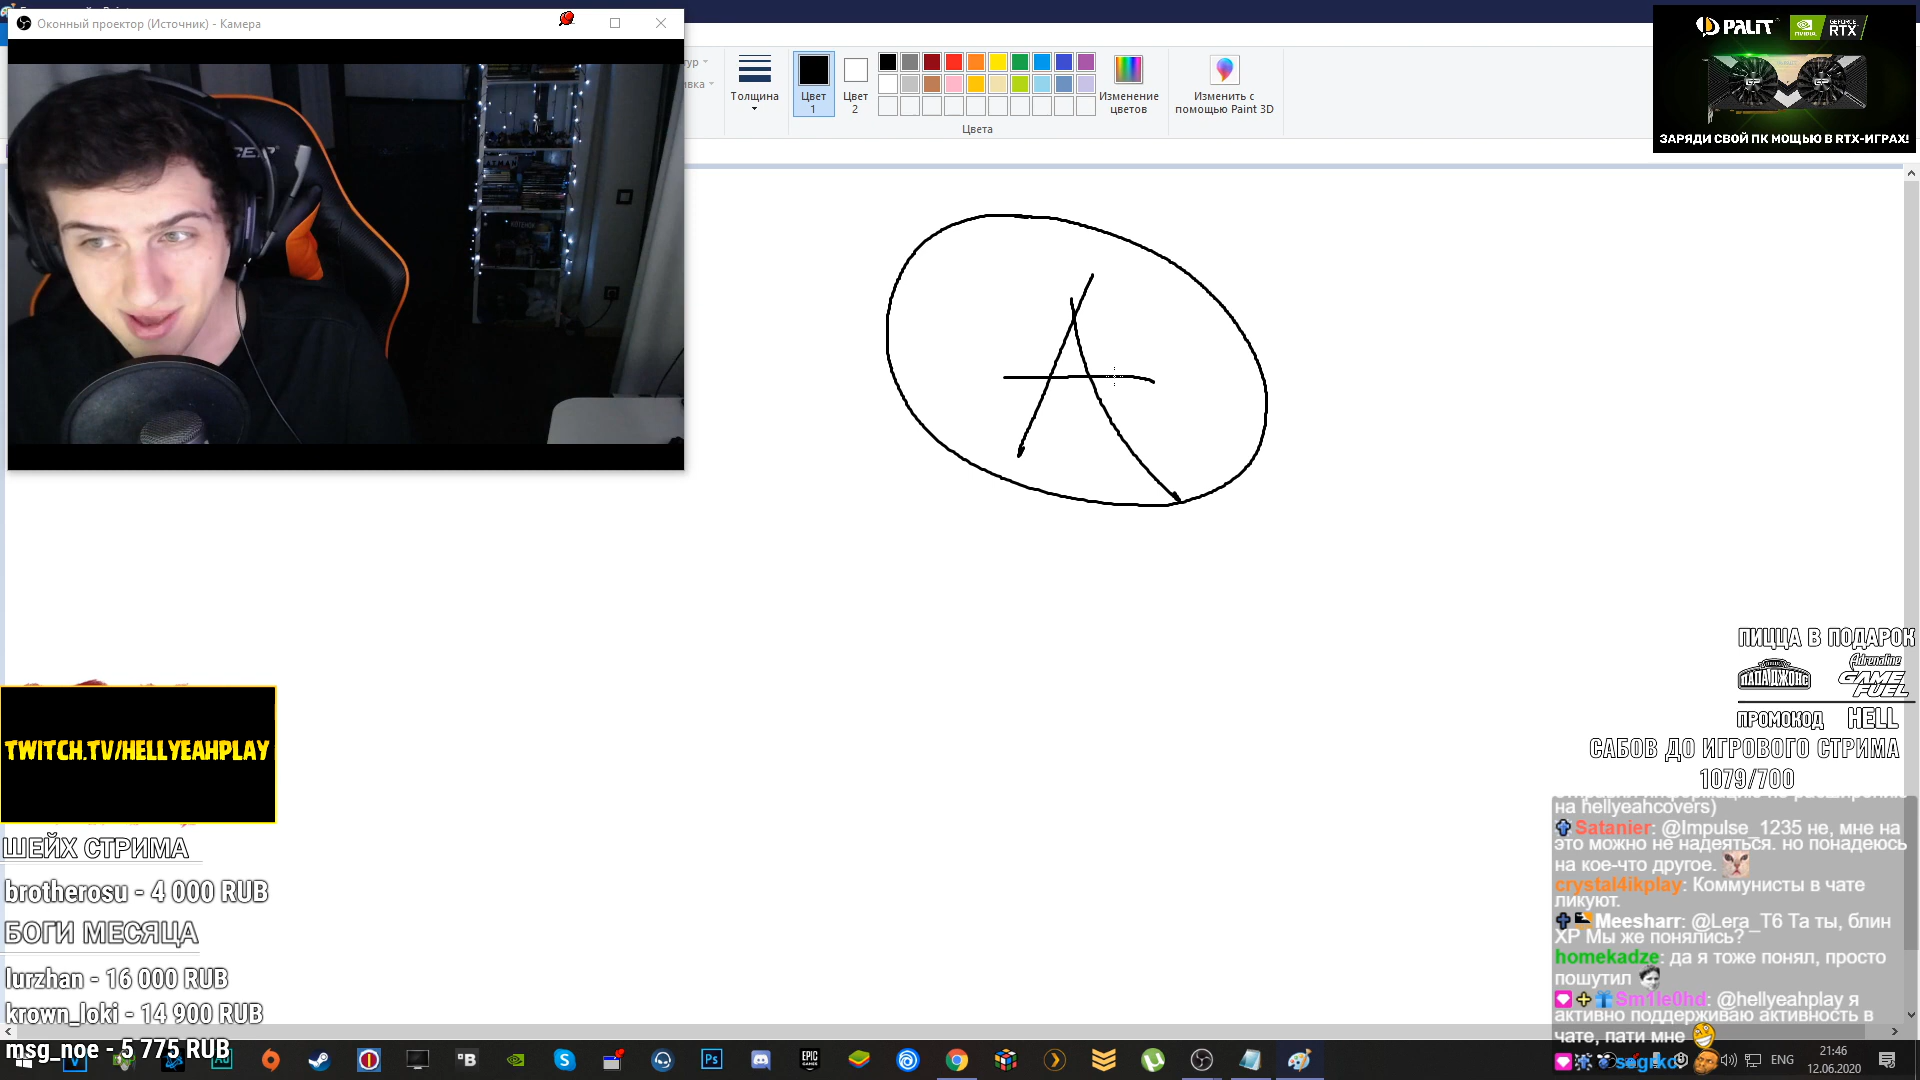 Оконный проектор (Источник) - Камера
Толщина
Цвет 1
Цвет 2
Цвета
Изменение цветов
Изменить с помощью Paint 3D
PALIT
NVIDIA
GEFORCE RTX
ЗАРЯДИ СВОЙ ПК МОЩЬЮ В RTX-ИГРАХ!
A
TWITCH.TV/HELLYEAHPLAY
ШЕЙХ СТРИМА
brotherosu - 4 000 RUB
БОГИ МЕСЯЦА
lurzhan - 16 000 RUB
krown_loki - 14 900 RUB
msg_noe - 5 775 RUB
ПИЦЦА В ПОДАРОК
ПАПА ДЖОНС
Adrenaline
GAME FUEL
ПРОМОКОД HELL
САБОВ ДО ИГРОВОГО СТРИМА
1079/700
на hellyeahcovers)
Satanier: @Impulse_1235 не, мне на
это можно не надеяться. но понадеюсь
на кое-что другое.
crystal4ikplay: Коммунисты в чате
ликуют.
Meesharr: @Lera_T6 Та ты, блин
XP Мы же понялись?
homekadze: да я тоже понял, просто
пошутил
Sm1le0hd: @hellyeahplay я
активно поддерживаю активность в
чате, пати мне
ENG
21:46
12.06.2020